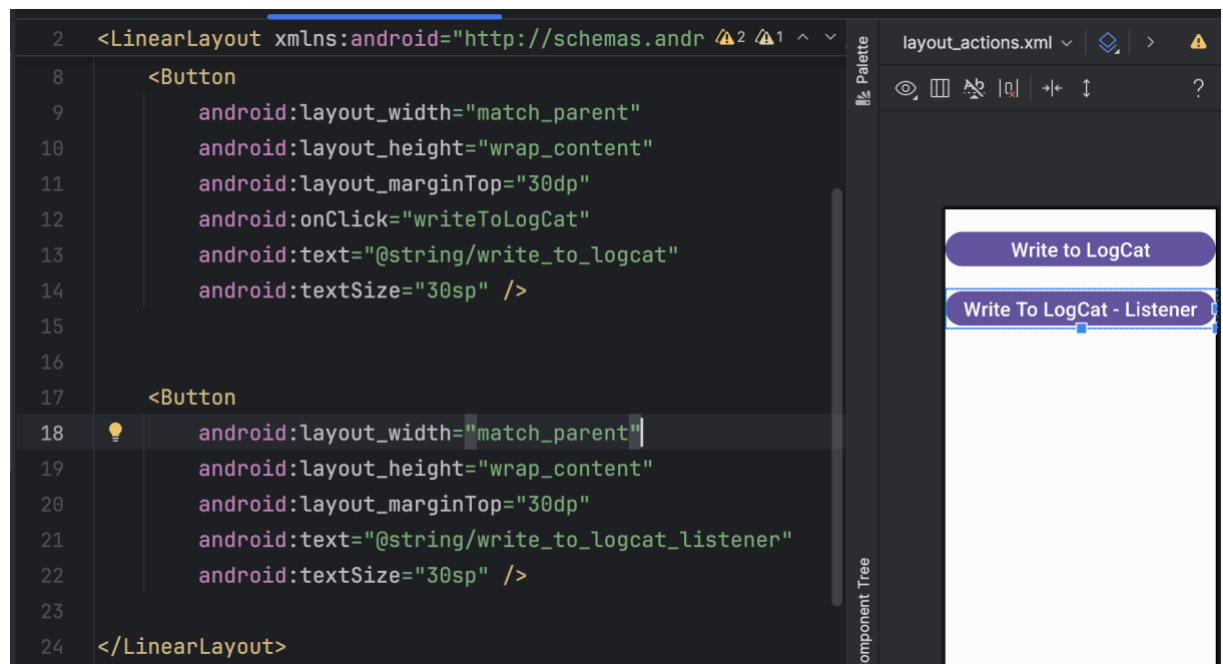 2 <LinearLayout xmlns:android="http://schemas.andr 2 1
8 <Button
9 android:layout_width="match_parent"
10 android:layout_height="wrap_content"
11 android:layout_marginTop="30dp"
12 android:onClick="writeToLogCat"
13 android:text="@string/write_to_logcat"
14 android:textSize="30sp" />
15
16
17 <Button
18 android:layout_width="match_parent"
19 android:layout_height="wrap_content"
20 android:layout_marginTop="30dp"
21 android:text="@string/write_to_logcat_listener"
22 android:textSize="30sp" />
23
24 </LinearLayout>
Palette
omponent Tree
layout_actions.xml
?
Write to LogCat
Write To LogCat - Listener